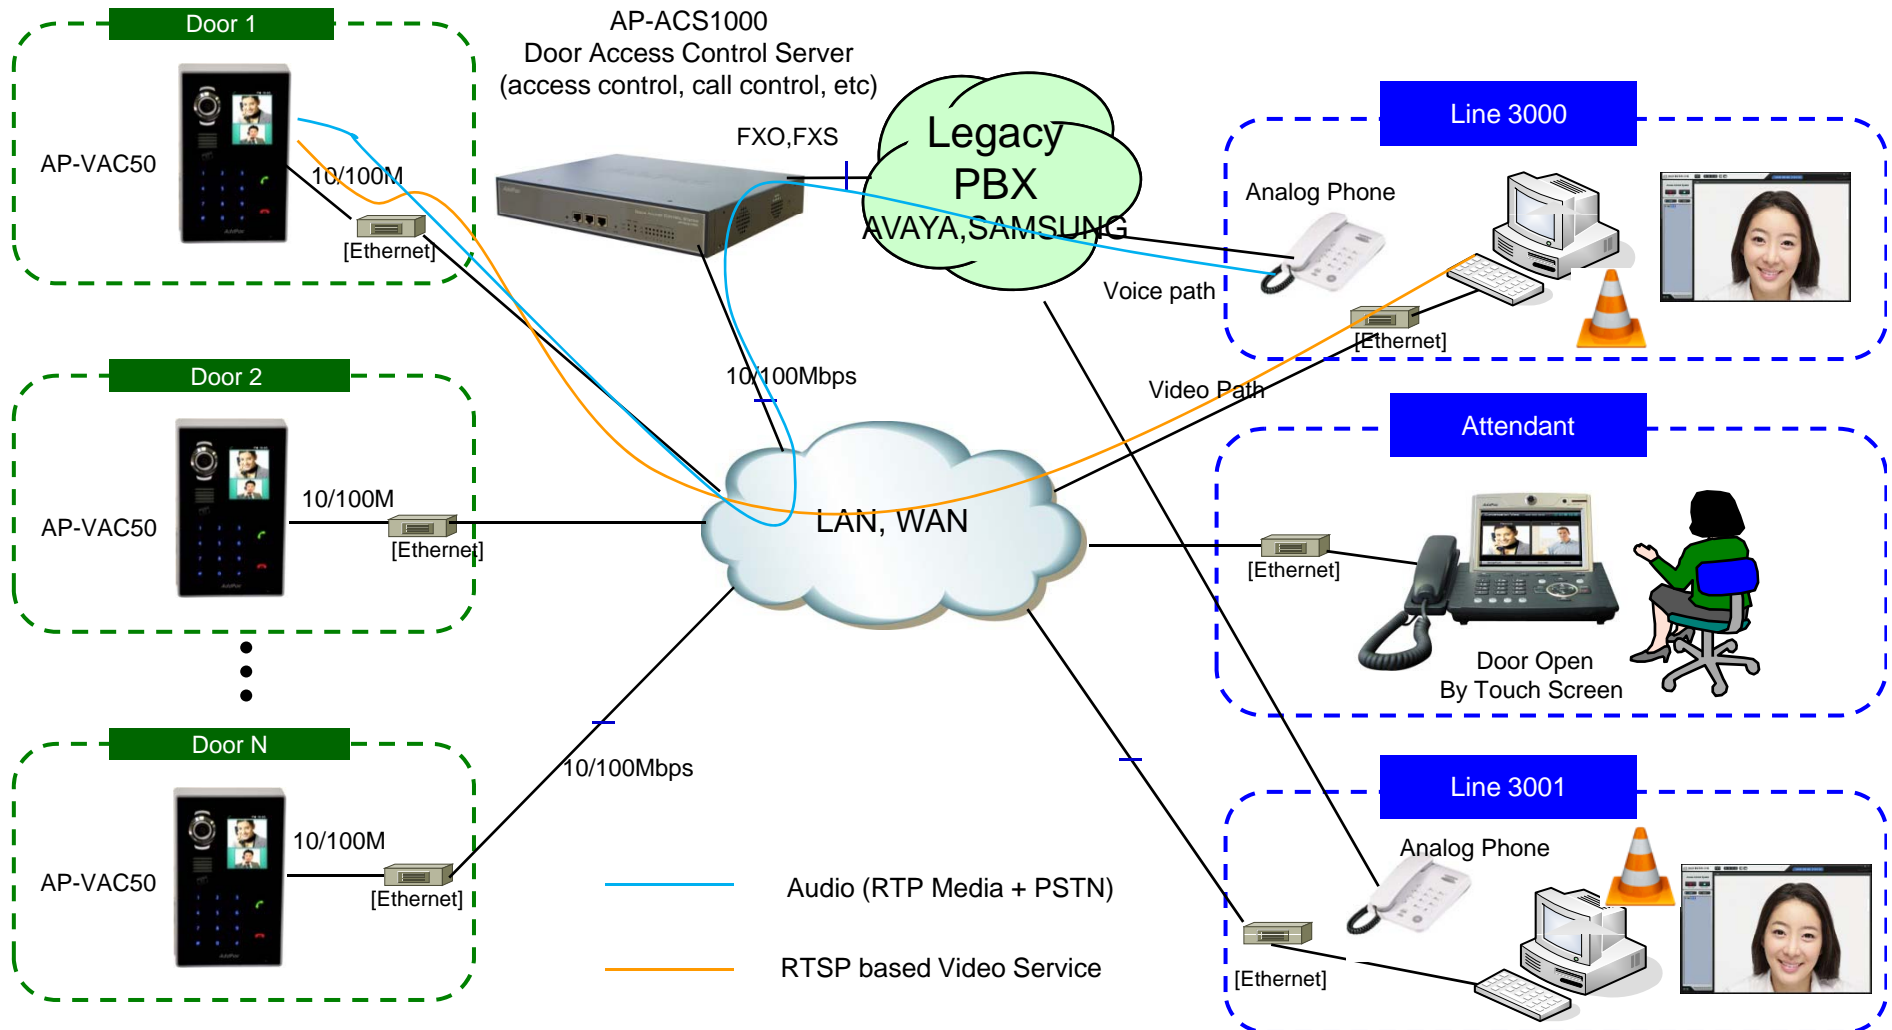 Door 1
AP-VAC50
10/100M
[Ethernet]
AP-ACS1000
Door Access Control Server
(access control, call control, etc)
FXO,FXS
Legacy
PBX
AVAYA,SAMSUNG
Line 3000
Analog Phone
Voice path
[Ethernet]
Video Path
10/100Mbps
Door 2
AP-VAC50
10/100M
[Ethernet]
LAN, WAN
Attendant
[Ethernet]
Door Open
By Touch Screen
Door N
AP-VAC50
10/100M
[Ethernet]
10/100Mbps
Line 3001
Analog Phone
[Ethernet]
Audio (RTP Media + PSTN)
RTSP based Video Service